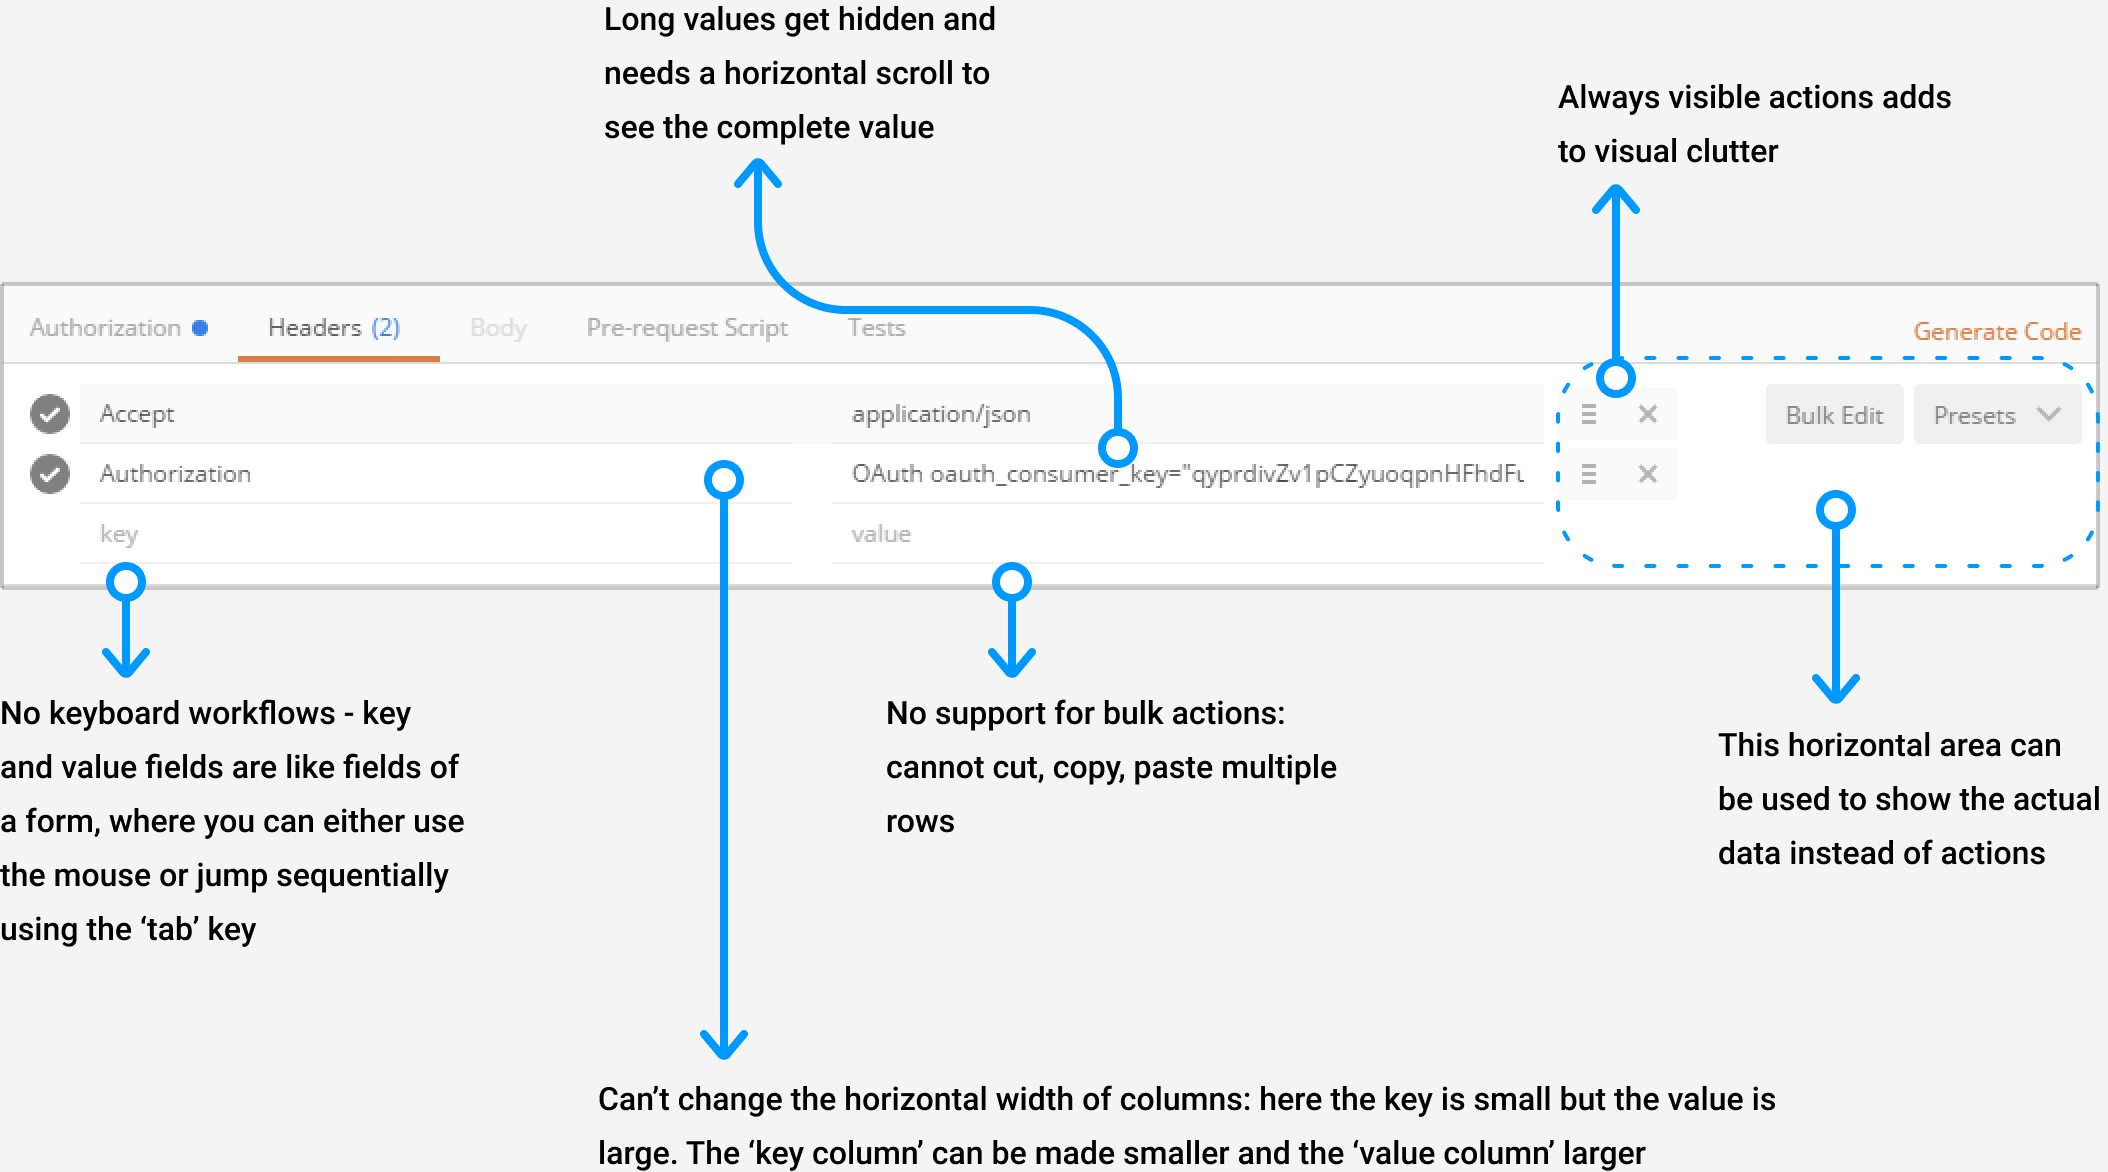 Long values get hidden and
needs a horizontal scroll to
see the complete value
Always visible actions adds
to visual clutter
Authorization
Headers (2)
Body
Pre-request Script
Tests
Generate Code
Accept
application/json
Bulk Edit
Presets
Authorization
OAuth oauth_consumer_key="qyprdivZv1pCZyuoqpnHFhdFu
key
value
No keyboard workflows - key
and value fields are like fields of
a form, where you can either use
the mouse or jump sequentially
using the ‘tab’ key
No support for bulk actions:
cannot cut, copy, paste multiple
rows
This horizontal area can
be used to show the actual
data instead of actions
Can’t change the horizontal width of columns: here the key is small but the value is
large. The ‘key column’ can be made smaller and the ‘value column’ larger